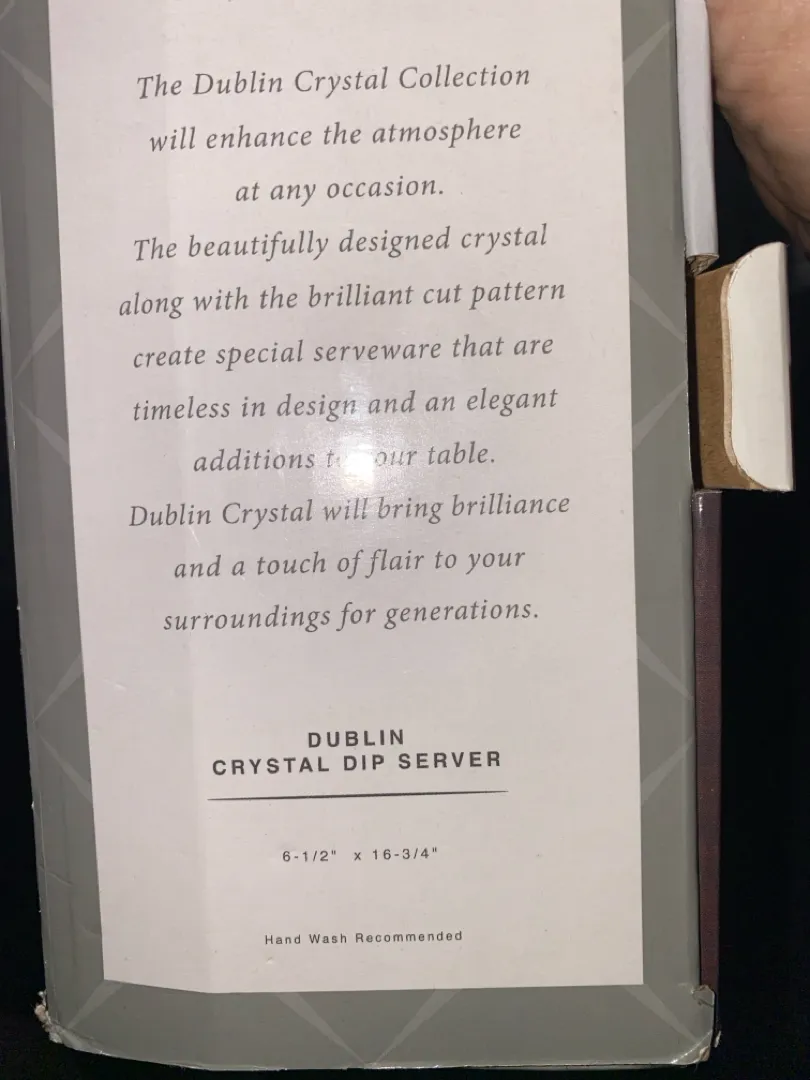 The Dublin Crystal Collection
will enhance the atmosphere
at any occasion.
The beautifully designed crystal
along with the brilliant cut pattern
create special serveware that are
timeless in design and an elegant
additions table.
Dublin Crystal will bring brilliance
and a touch of flair to your
surroundings for generations.
DUBLIN
CRYSTAL DIP SERVER
6-1/2" x 16-3/4"
Hand Wash Recommended